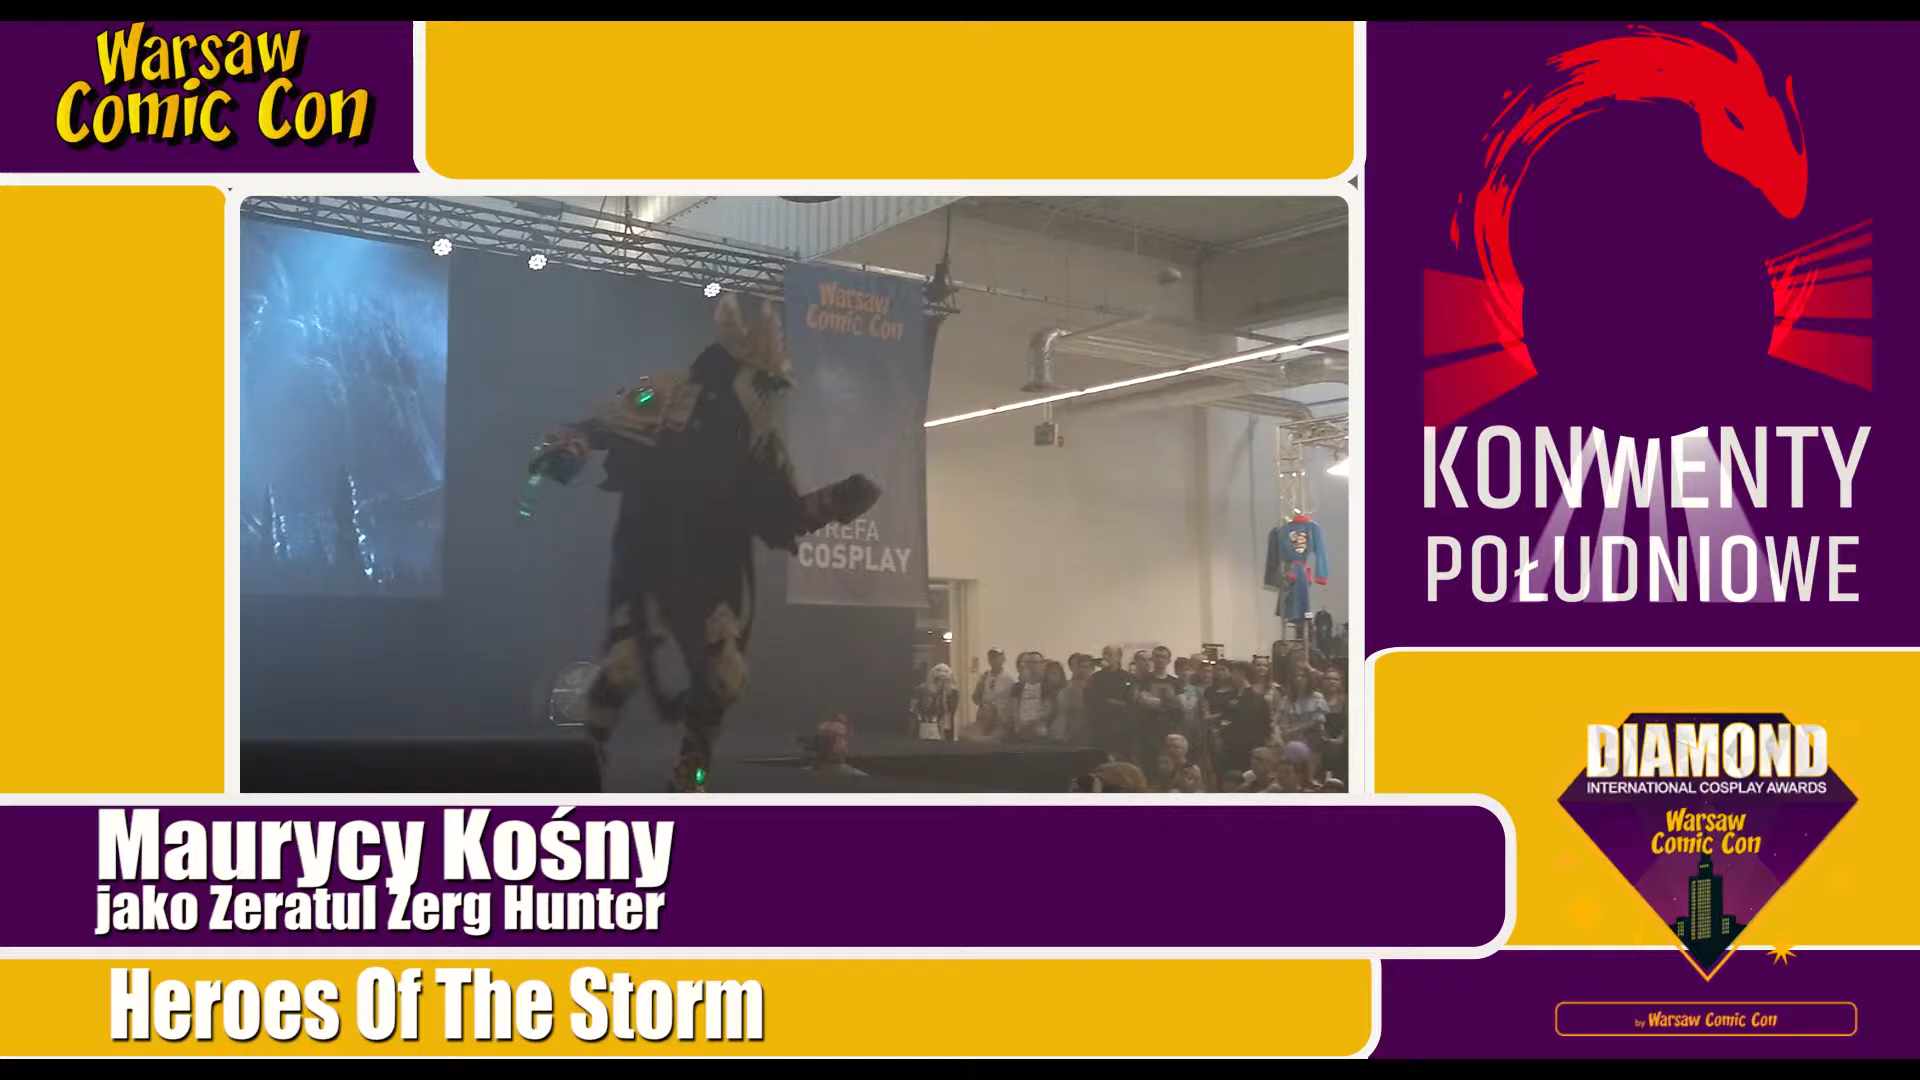 Warsaw
Comic Con
Warsaw
Comic Con
COSPLAY
KONWENTY
POŁUDNIOWE
DIAMOND
INTERNATIONAL COSPLAY AWARDS
Warsaw
Comic Con
by Warsaw Comic Con
Maurycy Kośny
jako Zeratul Zerg Hunter
Heroes Of The Storm